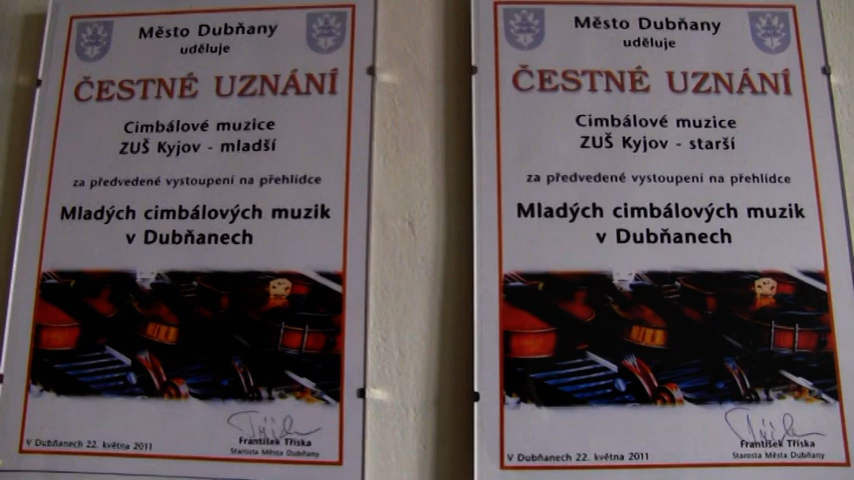 Město Dubňany
uděluje
ČESTNÉ UZNÁNÍ
Cimbálové muzice
ZUŠ Kyjov - mladší
za předvedené vystoupení na přehlídce
Mladých cimbálových muzik
v Dubňanech
V Dubňanech 22. května 2011
František Tříska
Starosta Města Dubňany
Město Dubňany
uděluje
ČESTNÉ UZNÁNÍ
Cimbálové muzice
ZUŠ Kyjov - starší
za předvedené vystoupení na přehlídce
Mladých cimbálových muzik
v Dubňanech
V Dubňanech 22. května 2011
František Tříska
Starosta Města Dubňany